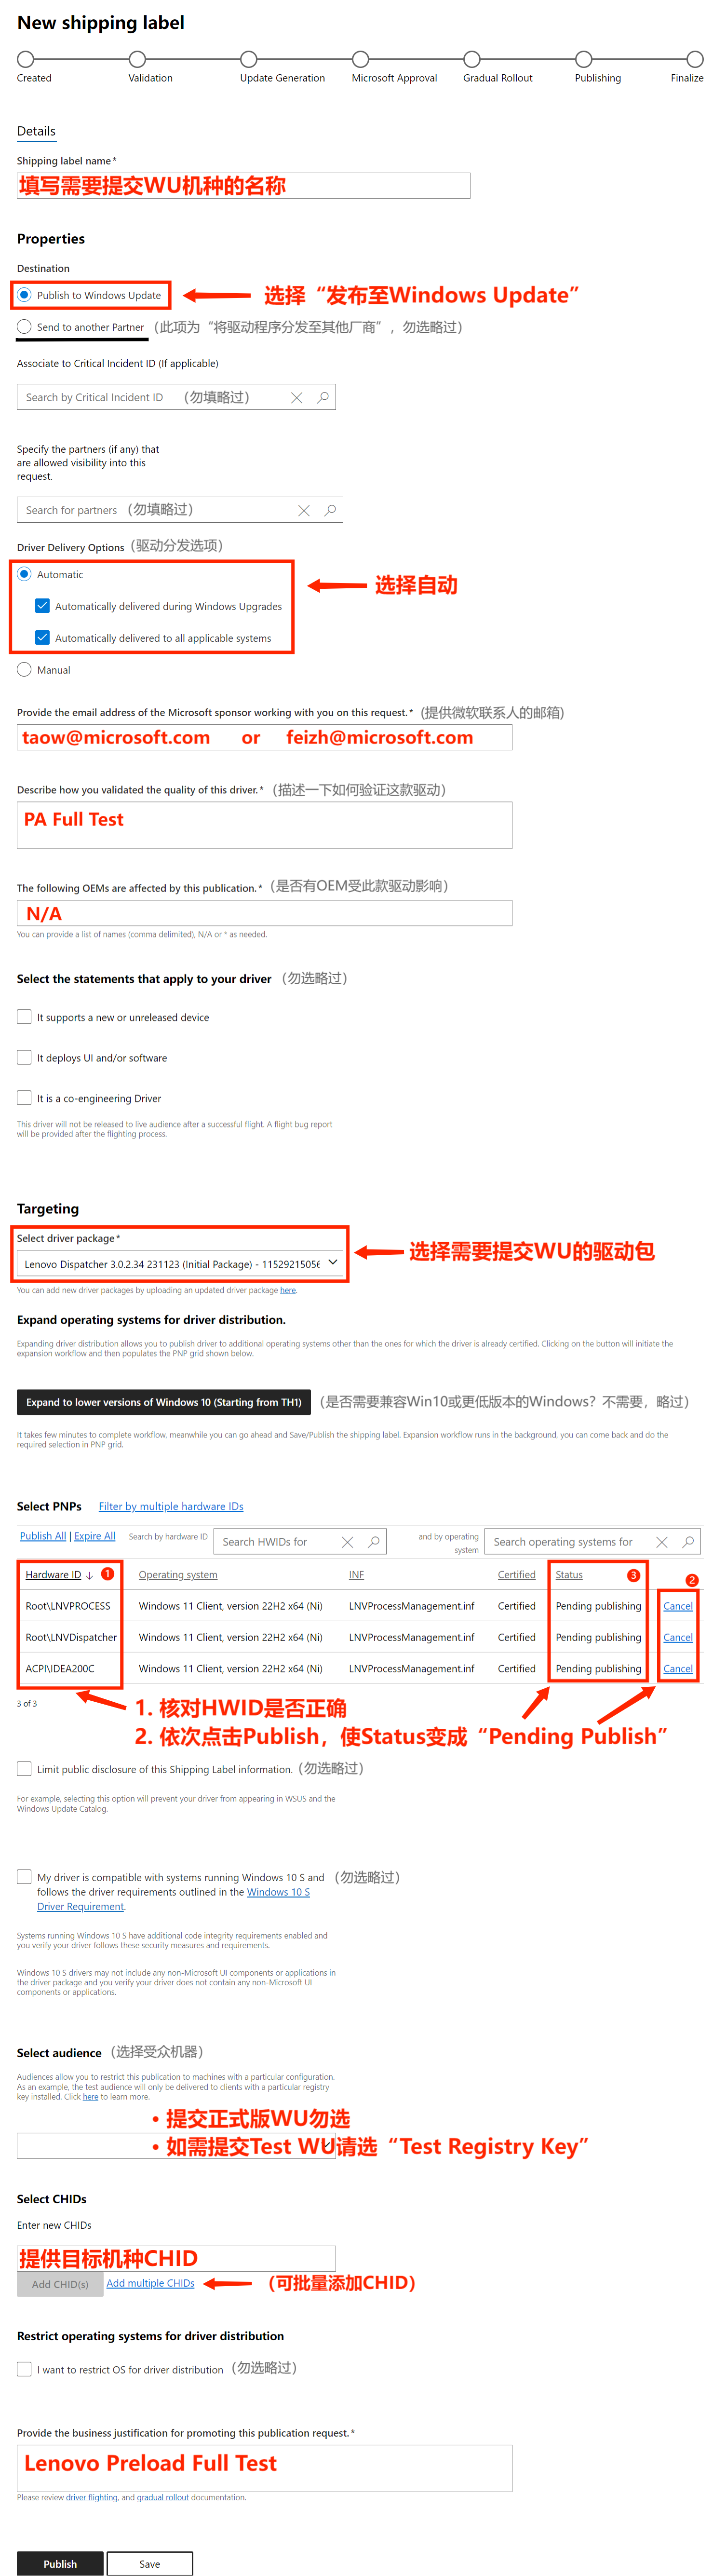 New shipping label
Created Validation Update Generation Microsoft Approval Gradual Rollout Publishing Finalize
Details
Shipping label name*
填写需要提交WU机种的名称
Properties
Destination
Publish to Windows Update 选择“发布至Windows Update”
Send to another Partner（此项为“将驱动程序分发至其他厂商”，勿选略过）
Associate to Critical Incident ID (If applicable)
Search by Critical Incident ID （勿填略过）
Specify the partners (if any) that
are allowed visibility into this
request.
Search for partners （勿填略过）
Driver Delivery Options（驱动分发选项）
Automatic
选择自动
Automatically delivered during Windows Upgrades
Automatically delivered to all applicable systems
Manual
Provide the email address of the Microsoft sponsor working with you on this request.* (提供微软联系人的邮箱)
taow@microsoft.com or feizh@microsoft.com
Describe how you validated the quality of this driver.*（描述一下如何验证这款驱动）
PA Full Test
The following OEMs are affected by this publication.*（是否有OEM受此款驱动影响）
N/A
You can provide a list of names (comma delimited), N/A or * as needed.
Select the statements that apply to your driver （勿选略过）
It supports a new or unreleased device
It deploys UI and/or software
It is a co-engineering Driver
This driver will not be released to live audience after a successful flight. A flight bug report
will be provided after the flighting process.
Targeting
Select driver package*
Lenovo Dispatcher 3.0.2.34 231123 (Initial Package) - 1152921505
选择需要提交WU的驱动包
You can add new driver packages by uploading an updated driver package here.
Expand operating systems for driver distribution.
Expanding driver distribution allows you to publish driver to additional operating systems other than the ones for which the driver is already certified. Clicking on the button will initiate the
expansion workflow and then populates the PNP grid shown below.
Expand to lower versions of Windows 10 (Starting from TH1) （是否需要兼容Win10或更低版本的Windows？不需要，略过）
It takes few minutes to complete workflow, meanwhile you can go ahead and Save/Publish the shipping label. Expansion workflow runs in the background, you can come back and do the
required selection in PNP grid.
Select PNPs Filter by multiple hardware IDs
Publish All | Expire All Search by hardware ID Search HWIDs for and by operating system Search operating systems for
Hardware ID ↓ 1 Operating system INF Certified Status 3 2
Root\LNVPROCESS Windows 11 Client, version 22H2 x64 (Ni) LNVProcessManagement.inf Certified Pending publishing Cancel
Root\LNVDispatcher Windows 11 Client, version 22H2 x64 (Ni) LNVProcessManagement.inf Certified Pending publishing Cancel
ACPI\IDEA200C Windows 11 Client, version 22H2 x64 (Ni) LNVProcessManagement.inf Certified Pending publishing Cancel
3 of 3
1. 核对HWID是否正确
2. 依次点击Publish，使Status变成“Pending Publish”
Limit public disclosure of this Shipping Label information.（勿选略过）
For example, selecting this option will prevent your driver from appearing in WSUS and the
Windows Update Catalog.
My driver is compatible with systems running Windows 10 S and （勿选略过）
follows the driver requirements outlined in the Windows 10 S
Driver Requirement.
Systems running Windows 10 S have additional code integrity requirements enabled and
you verify your driver follows these security measures and requirements.
Windows 10 S drivers may not include any non-Microsoft UI components or applications in
the driver package and you verify your driver does not contain any non-Microsoft UI
components or applications.
Select audience （选择受众机器）
Audiences allow you to restrict this publication to machines with a particular configuration.
As an example, the test audience will only be delivered to clients with a particular registry
key installed. Click here to learn more.
• 提交正式版WU勿选
• 如需提交Test WU请选“Test Registry Key”
Select CHIDs
Enter new CHIDs
提供目标机种CHID
Add CHID(s) Add multiple CHIDs （可批量添加CHID）
Restrict operating systems for driver distribution
I want to restrict OS for driver distribution（勿选略过）
Provide the business justification for promoting this publication request.*
Lenovo Preload Full Test
Please review driver flighting, and gradual rollout documentation.
Publish Save